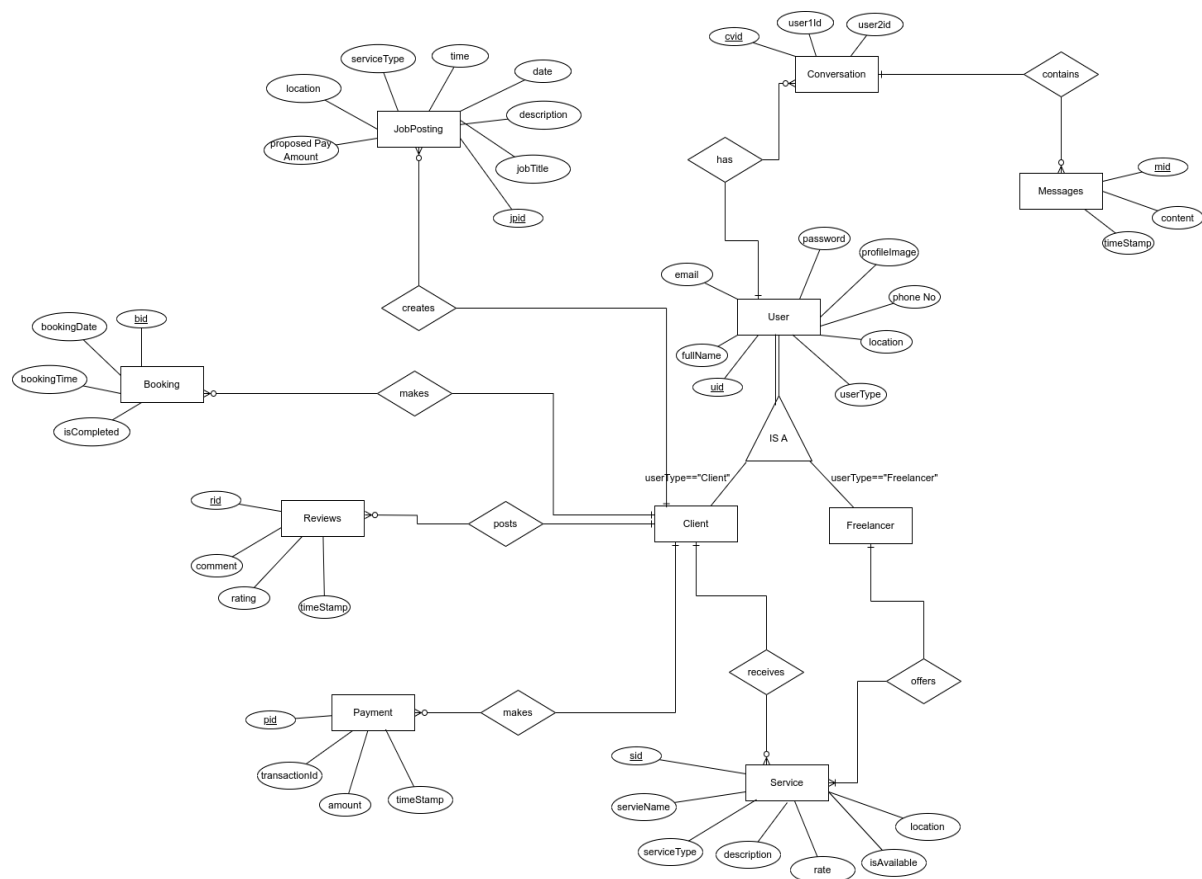 user1Id
user2id
cvid
Conversation
contains
serviceType
time
date
location
description
JobPosting
proposed Pay
Amount
jobTitle
jpid
has
mid
Messages
content
timeStamp
password
profileImage
email
phone No
User
fullName
location
uid
userType
creates
bid
bookingDate
bookingTime
Booking
isCompleted
makes
IS A
userType=="Client"
userType=="Freelancer"
rid
Reviews
posts
Client
Freelancer
comment
rating
timeStamp
receives
offers
pid
Payment
makes
transactionId
amount
timeStamp
sid
Service
servieName
location
serviceType
description
isAvailable
rate